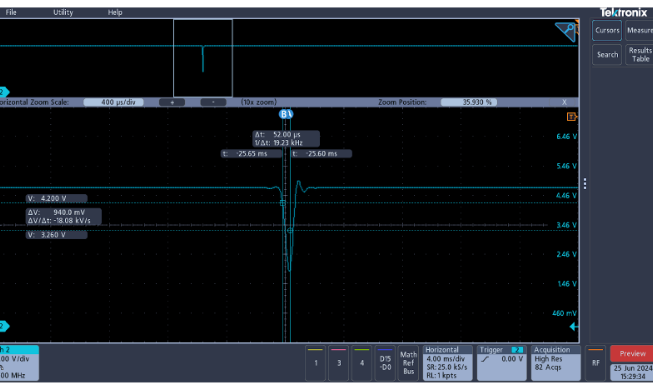 File Utility Help
Tektronix
Cursors Measure
Search Results Table
2
orizontal Zoom Scale: 400 µs/div + - (10x zoom) Zoom Position: 35.930 % X
B
Δt: 52.00 µs
1/Δt: 19.23 kHz
t: -25.65 ms t: -25.60 ms
6.46 V
5.46 V
4.46 V
V: 4.200 V
ΔV: 940.0 mV
ΔV/Δt: -18.08 kV/s
3.46 V
V: 3.260 V
2.46 V
1.46 V
460 mV
2
h 2
00 V/div
00 MHz
1 3 4 D15 -D0 Math Ref Bus
Horizontal
4.00 ms/div
SR: 25.0 kS/s
RL: 1 kpts
Trigger 2
0.00 V
Acquisition
High Res
82 Acqs
RF
Preview
25 Jun 2024
15:29:34